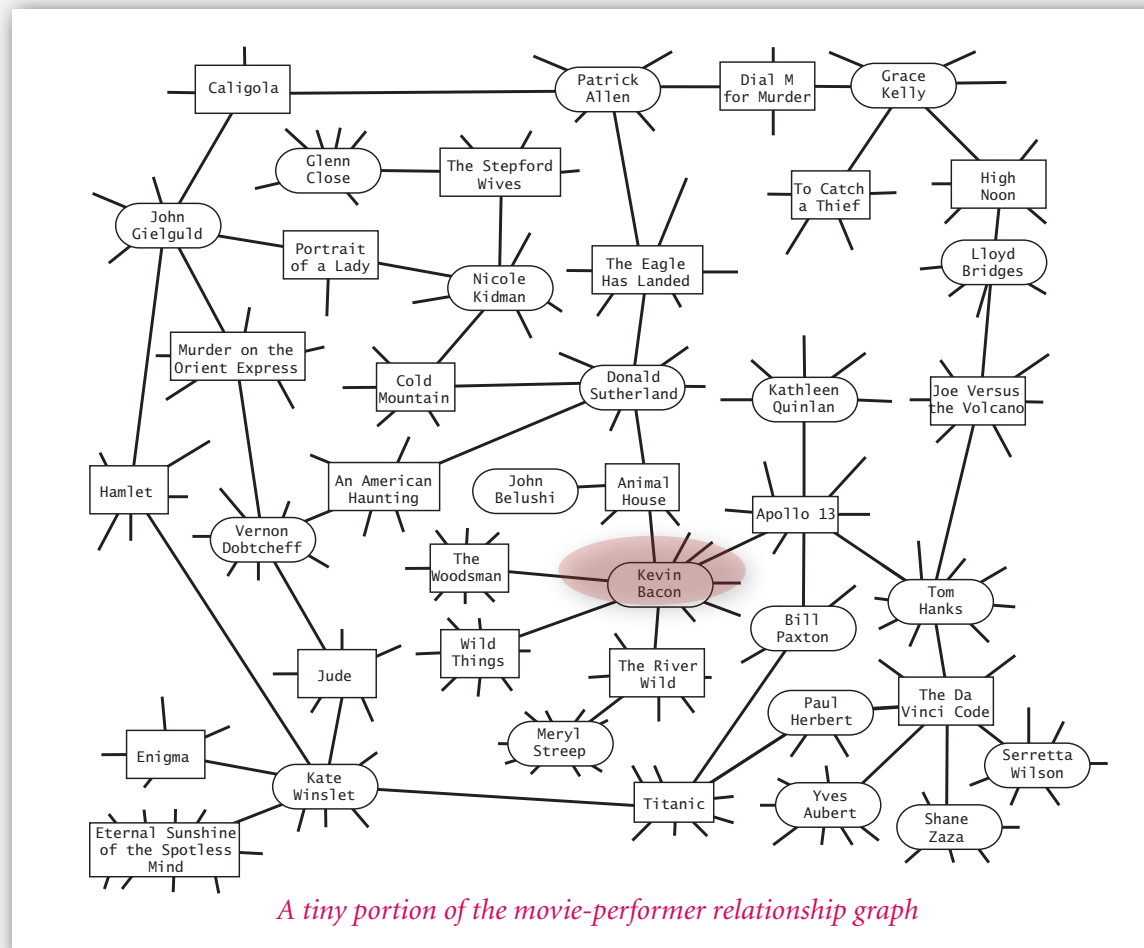 Caligola
Patrick
Allen
Dial M
for Murder
Grace
Kelly
Glenn
Close
The Stepford
Wives
To Catch
a Thief
High
Noon
John
Gielguld
Portrait
of a Lady
Nicole
Kidman
The Eagle
Has Landed
Lloyd
Bridges
Murder on the
Orient Express
Cold
Mountain
Donald
Sutherland
Kathleen
Quinlan
Joe Versus
the Volcano
Hamlet
An American
Haunting
John
Belushi
Animal
House
Apollo 13
Vernon
Dobtcheff
The
Woodsman
Kevin
Bacon
Tom
Hanks
Bill
Paxton
Wild
Things
The River
Wild
Jude
Paul
Herbert
The Da
Vinci Code
Enigma
Meryl
Streep
Serretta
Wilson
Kate
Winslet
Titanic
Yves
Aubert
Shane
Zaza
Eternal Sunshine
of the Spotless
Mind
A tiny portion of the movie-performer relationship graph